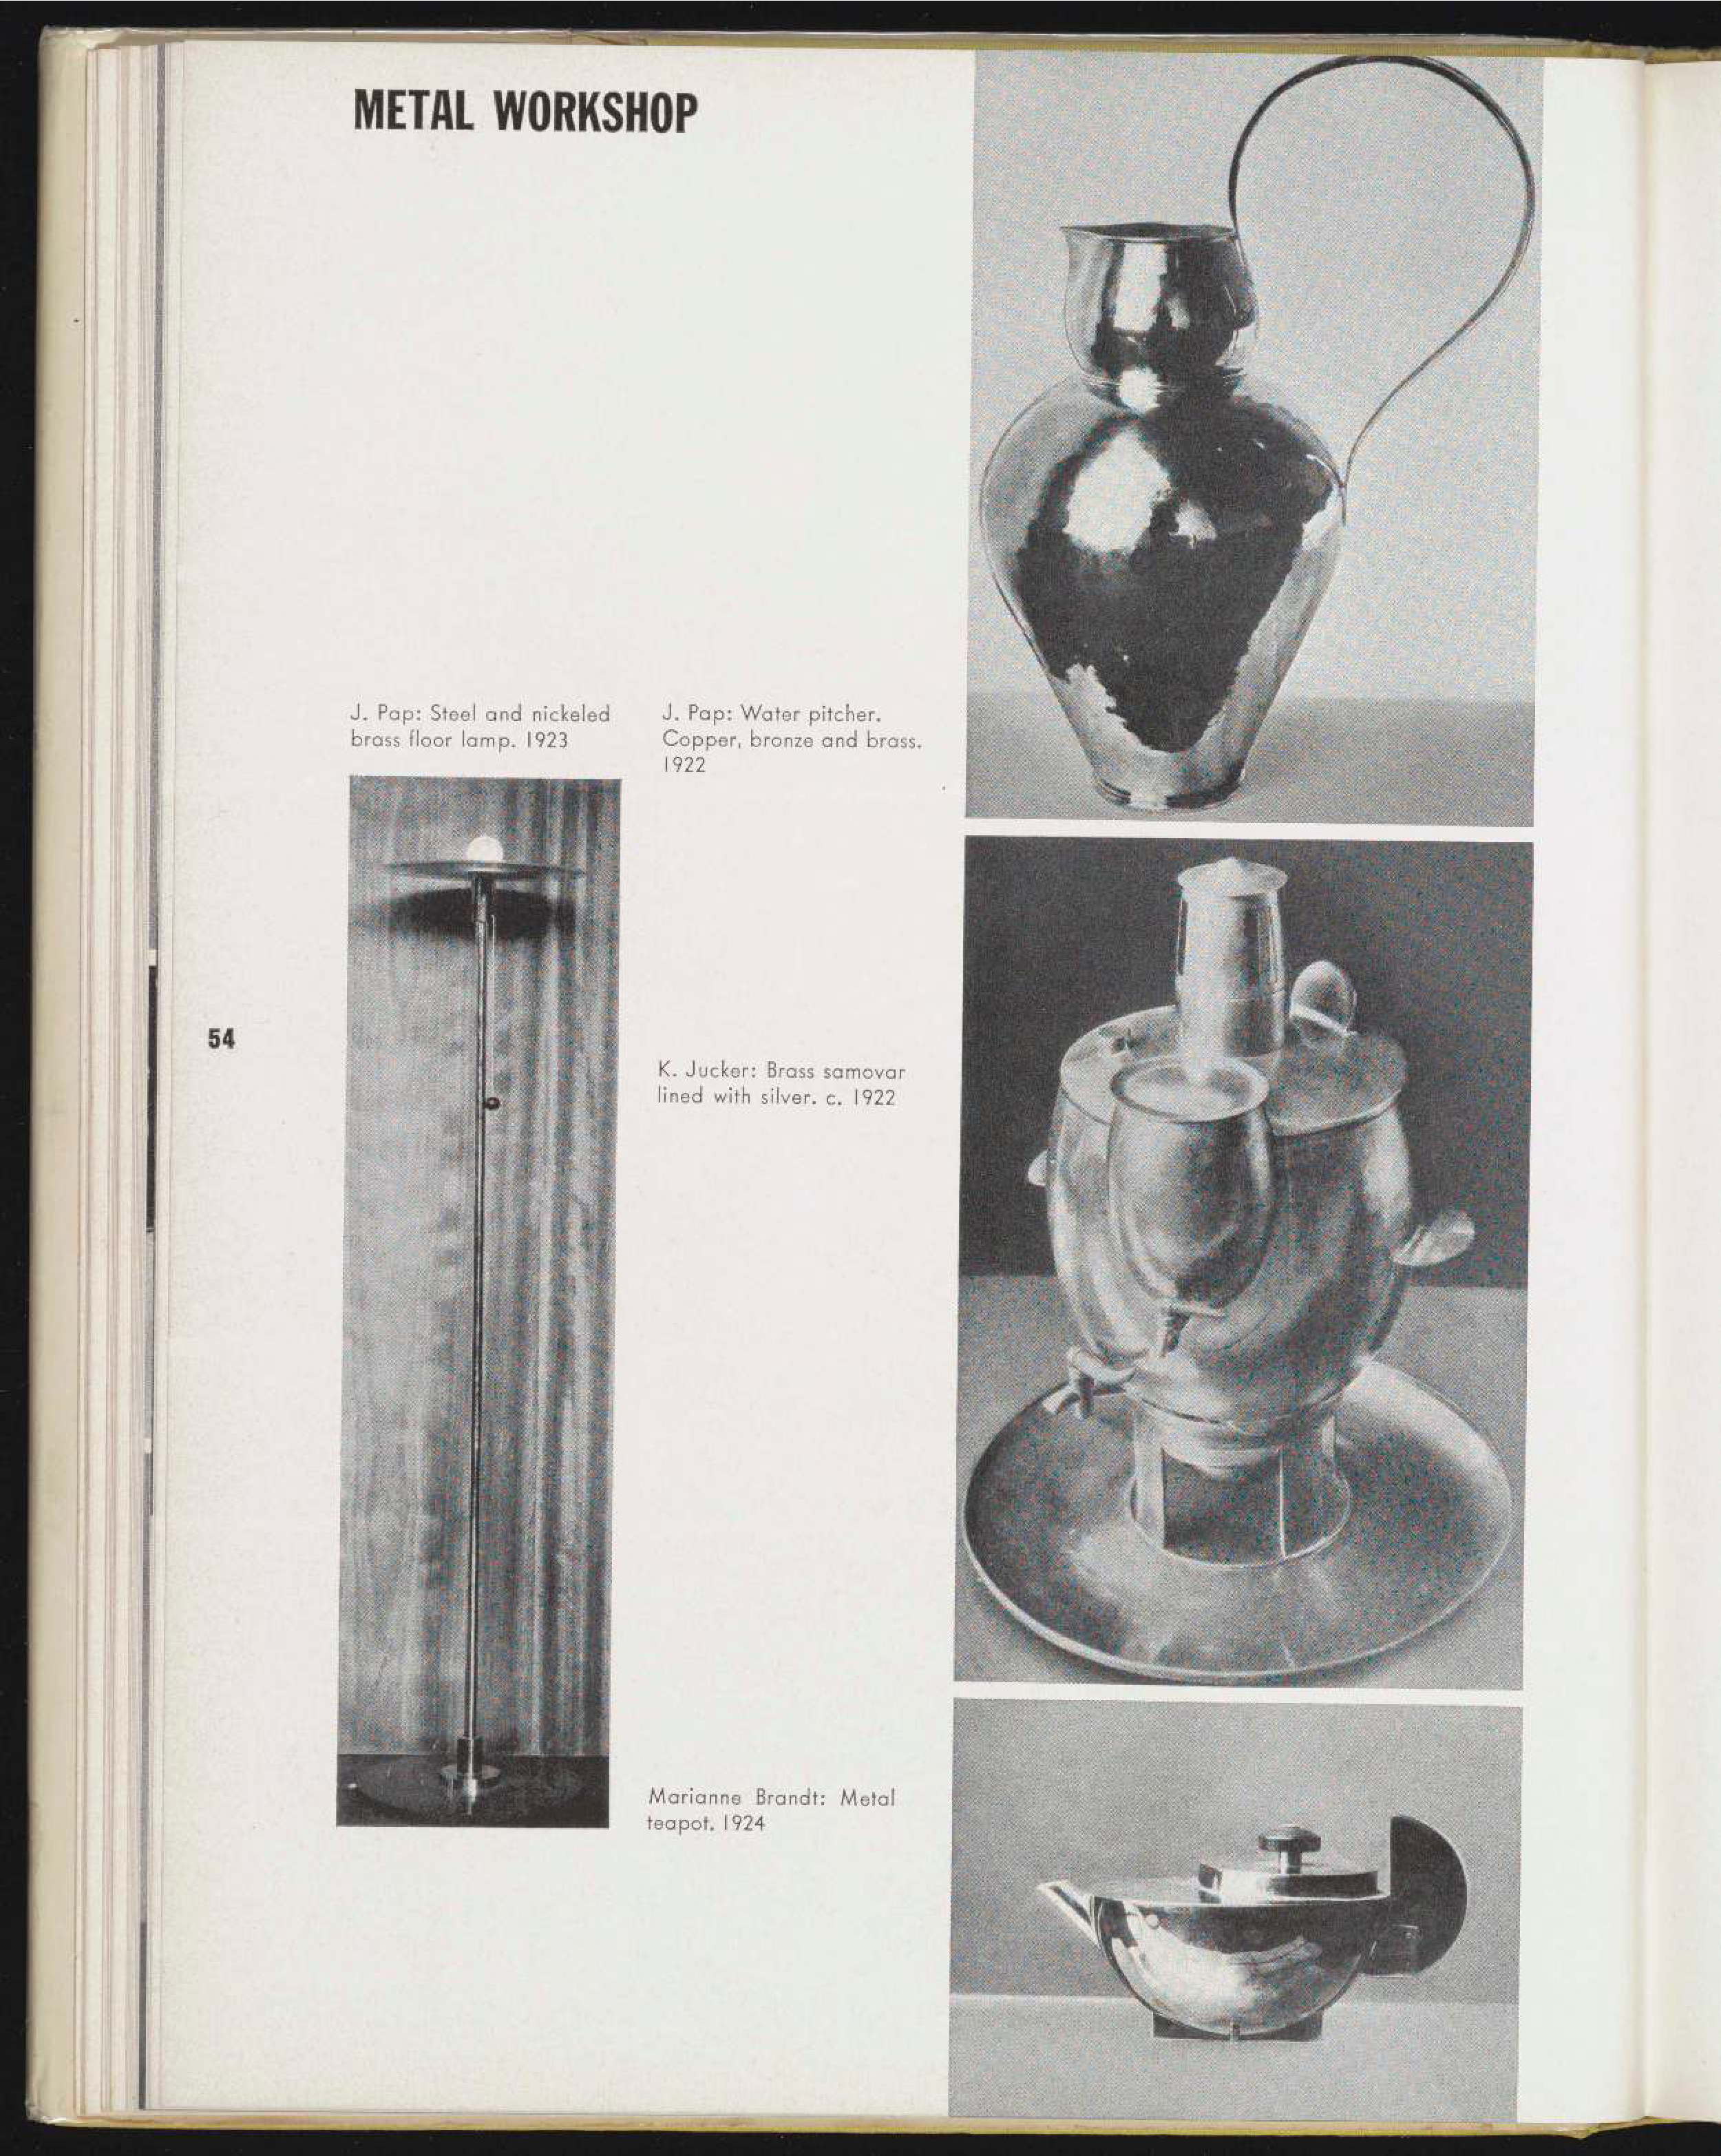 METAL WORKSHOP
J. Pap: Steel and nickeled
brass floor lamp. 1923
J. Pap: Water pitcher.
Copper, bronze and brass.
1922
54
K. Jucker: Brass samovar
lined with silver. c. 1922
Marianne Brandt: Metal
teapot. 1924